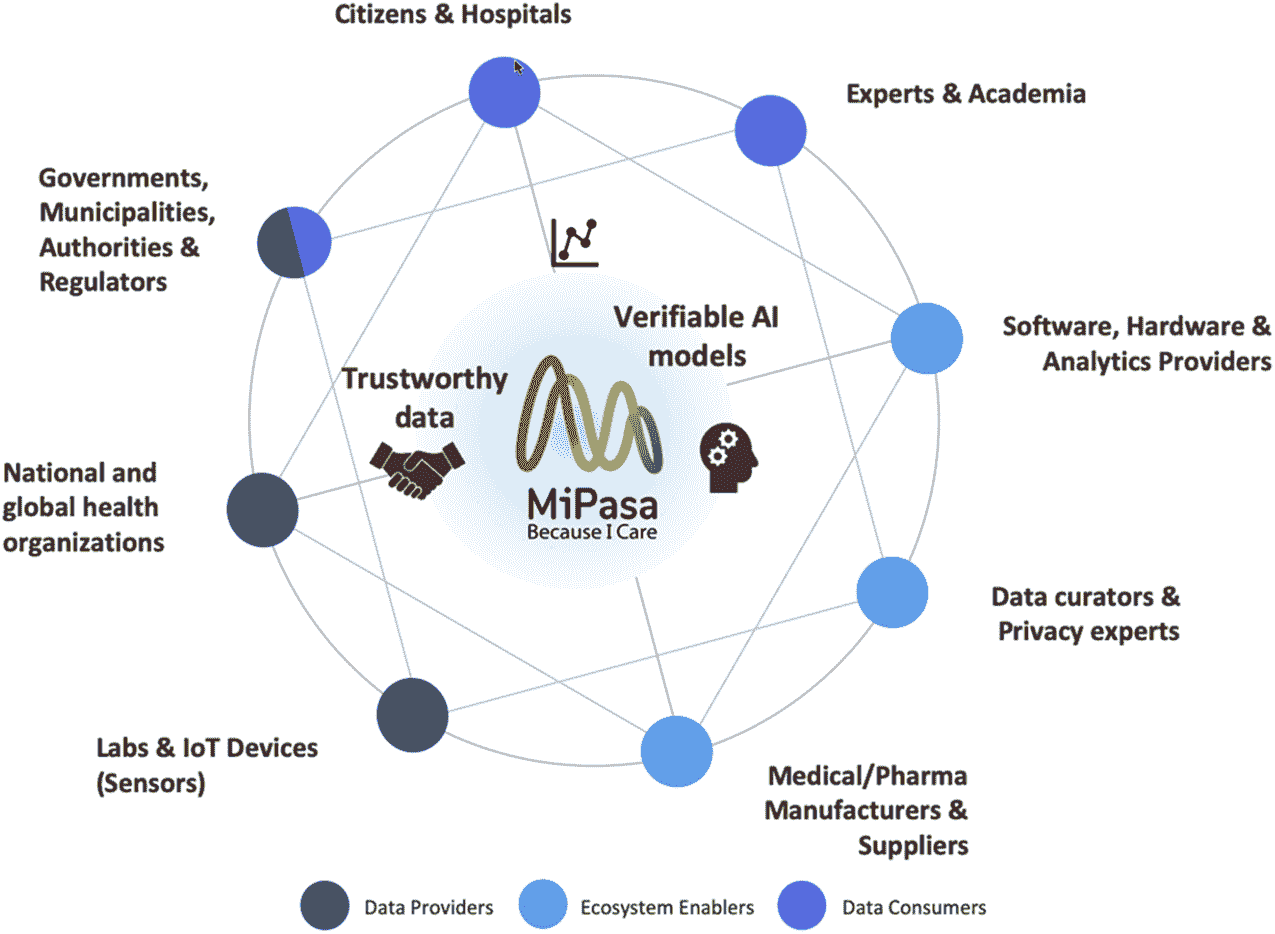 Citizens & Hospitals
Experts & Academia
Governments,
Municipalities,
Authorities &
Regulators
Verifiable AI
models
Software, Hardware &
Analytics Providers
Trustworthy
data
National and
global health
organizations
MiPasa
Because I Care
Data curators &
Privacy experts
Labs & IoT Devices
(Sensors)
Medical/Pharma
Manufacturers &
Suppliers
Data Providers
Ecosystem Enablers
Data Consumers